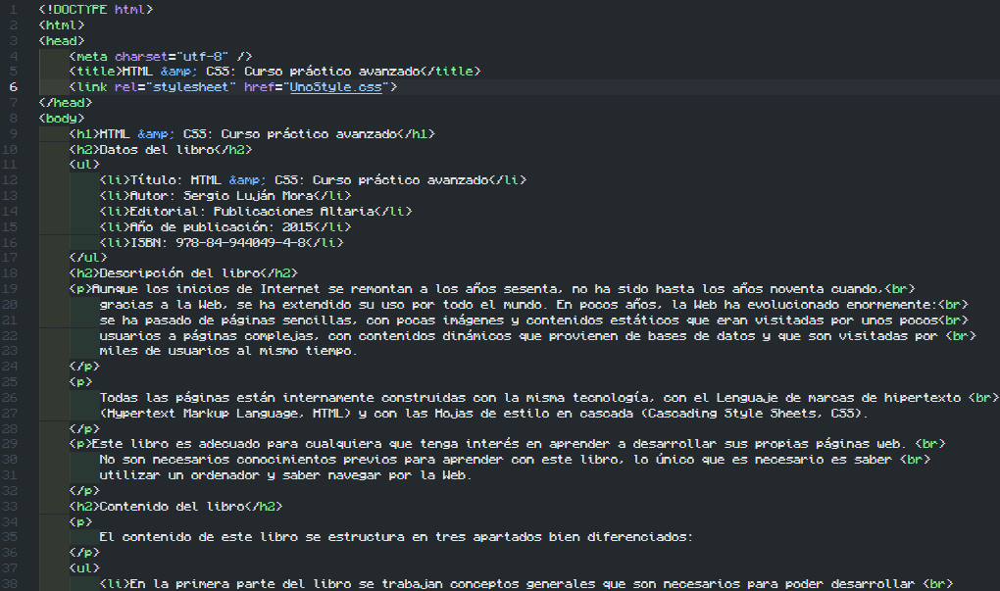 1 <!DOCTYPE html>
2 <html>
3 <head>
4 <meta charset="utf-8" />
5 <title>HTML &amp; CSS: Curso práctico avanzado</title>
6 <link rel="stylesheet" href="UnoStyle.css">
7 </head>
8 <body>
9 <h1>HTML &amp; CSS: Curso práctico avanzado</h1>
10 <h2>Datos del libro</h2>
11 <ul>
12 <li>Título: HTML &amp; CSS: Curso práctico avanzado</li>
13 <li>Autor: Sergio Luján Mora</li>
14 <li>Editorial: Publicaciones Altaria</li>
15 <li>Año de publicación: 2015</li>
16 <li>ISBN: 978-84-944049-4-8</li>
17 </ul>
18 <h2>Descripción del libro</h2>
19 <p>Aunque los inicios de Internet se remontan a los años sesenta, no ha sido hasta los años noventa cuando,<br>
20 gracias a la Web, se ha extendido su uso por todo el mundo. En pocos años, la Web ha evolucionado enormemente:<br>
21 se ha pasado de páginas sencillas, con pocas imágenes y contenidos estáticos que eran visitadas por unos pocos<br>
22 usuarios a páginas complejas, con contenidos dinámicos que provienen de bases de datos y que son visitadas por <br>
23 miles de usuarios al mismo tiempo.
24 </p>
25 <p>
26 Todas las páginas están internamente construidas con la misma tecnología, con el Lenguaje de marcas de hipertexto <br>
27 (Hypertext Markup Language, HTML) y con las Hojas de estilo en cascada (Cascading Style Sheets, CSS).
28 </p>
29 <p>Este libro es adecuado para cualquiera que tenga interés en aprender a desarrollar sus propias páginas web. <br>
30 No son necesarios conocimientos previos para aprender con este libro, lo único que es necesario es saber <br>
31 utilizar un ordenador y saber navegar por la Web.
32 </p>
33 <h2>Contenido del libro</h2>
34 <p>
35 El contenido de este libro se estructura en tres apartados bien diferenciados:
36 </p>
37 <ul>
38 <li>En la primera parte del libro se trabajan conceptos generales que son necesarios para poder desarrollar <br>